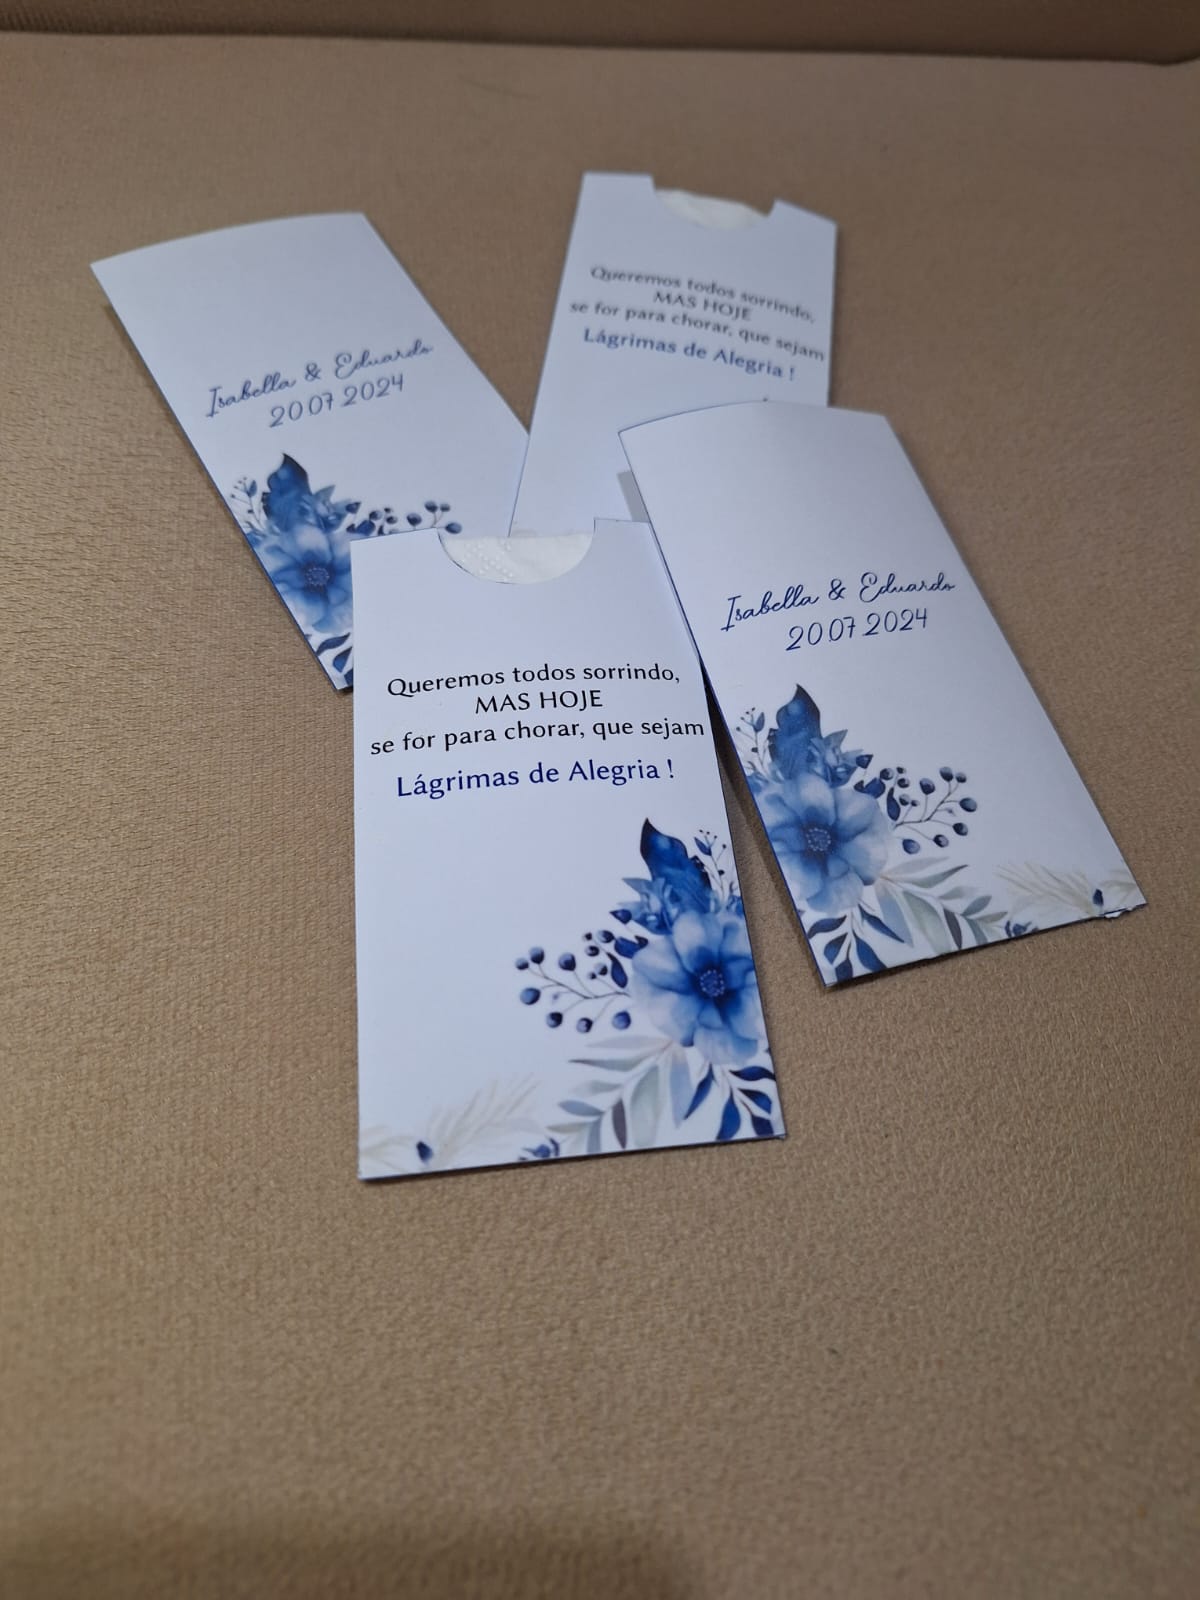 Isabella & Eduardo
20 07 2024
Queremos todos sorrindo,
MAS HOJE
se for para chorar, que sejam
Lágrimas de Alegria !
Isabella & Eduardo
20 07 2024
Queremos todos sorrindo,
MAS HOJE
se for para chorar, que sejam
Lágrimas de Alegria !